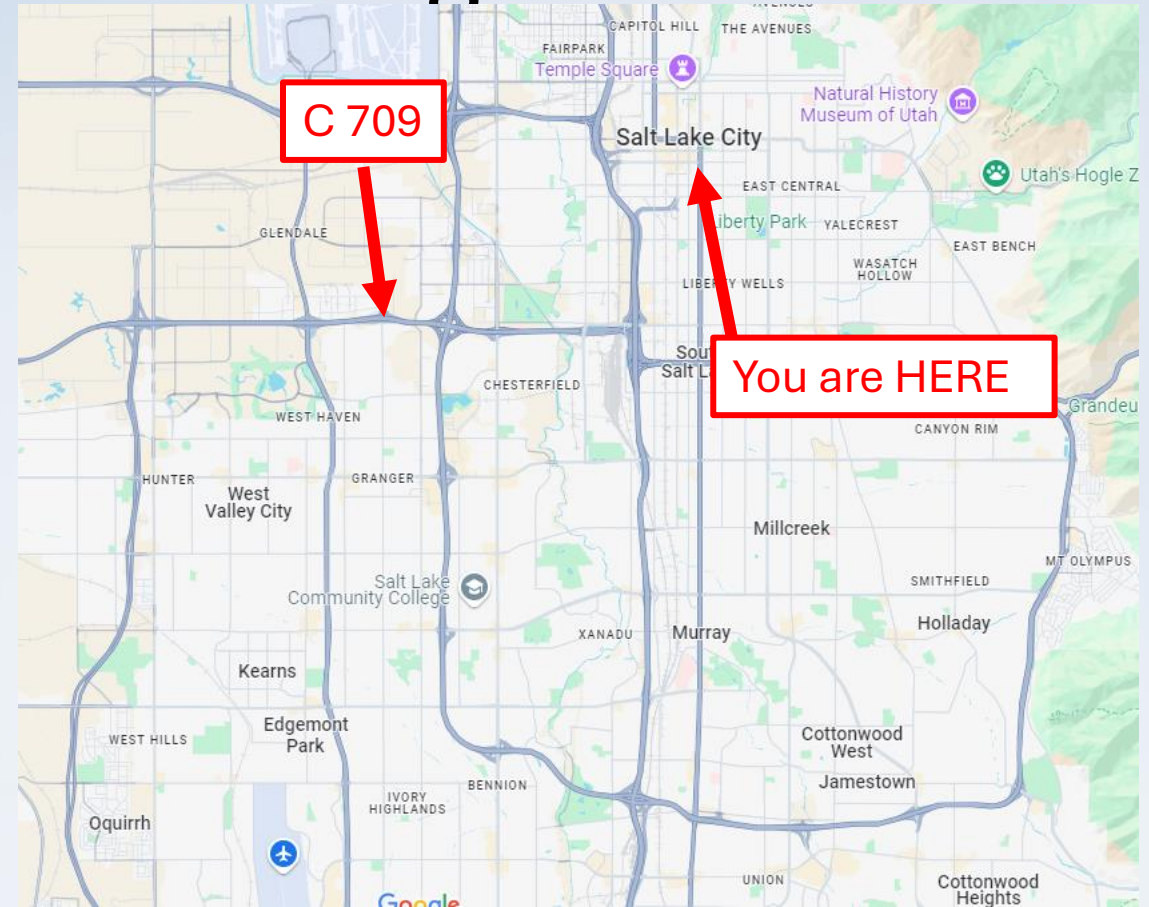 CAPITOL HILL
THE AVENUES
FAIRPARK
Temple Square
Natural History
Museum of Utah
C 709
Salt Lake City
Utah's Hogle Z
EAST CENTRAL
Liberty Park
YALECREST
GLENDALE
EAST BENCH
WASATCH
HOLLOW
LIBERTY WELLS
Sou
Salt L
You are HERE
CHESTERFIELD
Grandeu
WEST HAVEN
CANYON RIM
HUNTER
GRANGER
West
Valley City
Millcreek
MT OLYMPUS
Salt Lake
Community College
SMITHFIELD
Holladay
XANADU
Murray
Kearns
Edgemont
Park
WEST HILLS
Cottonwood
West
Jamestown
BENNION
IVORY
HIGHLANDS
Oquirrh
UNION
Cottonwood
Heights
Google